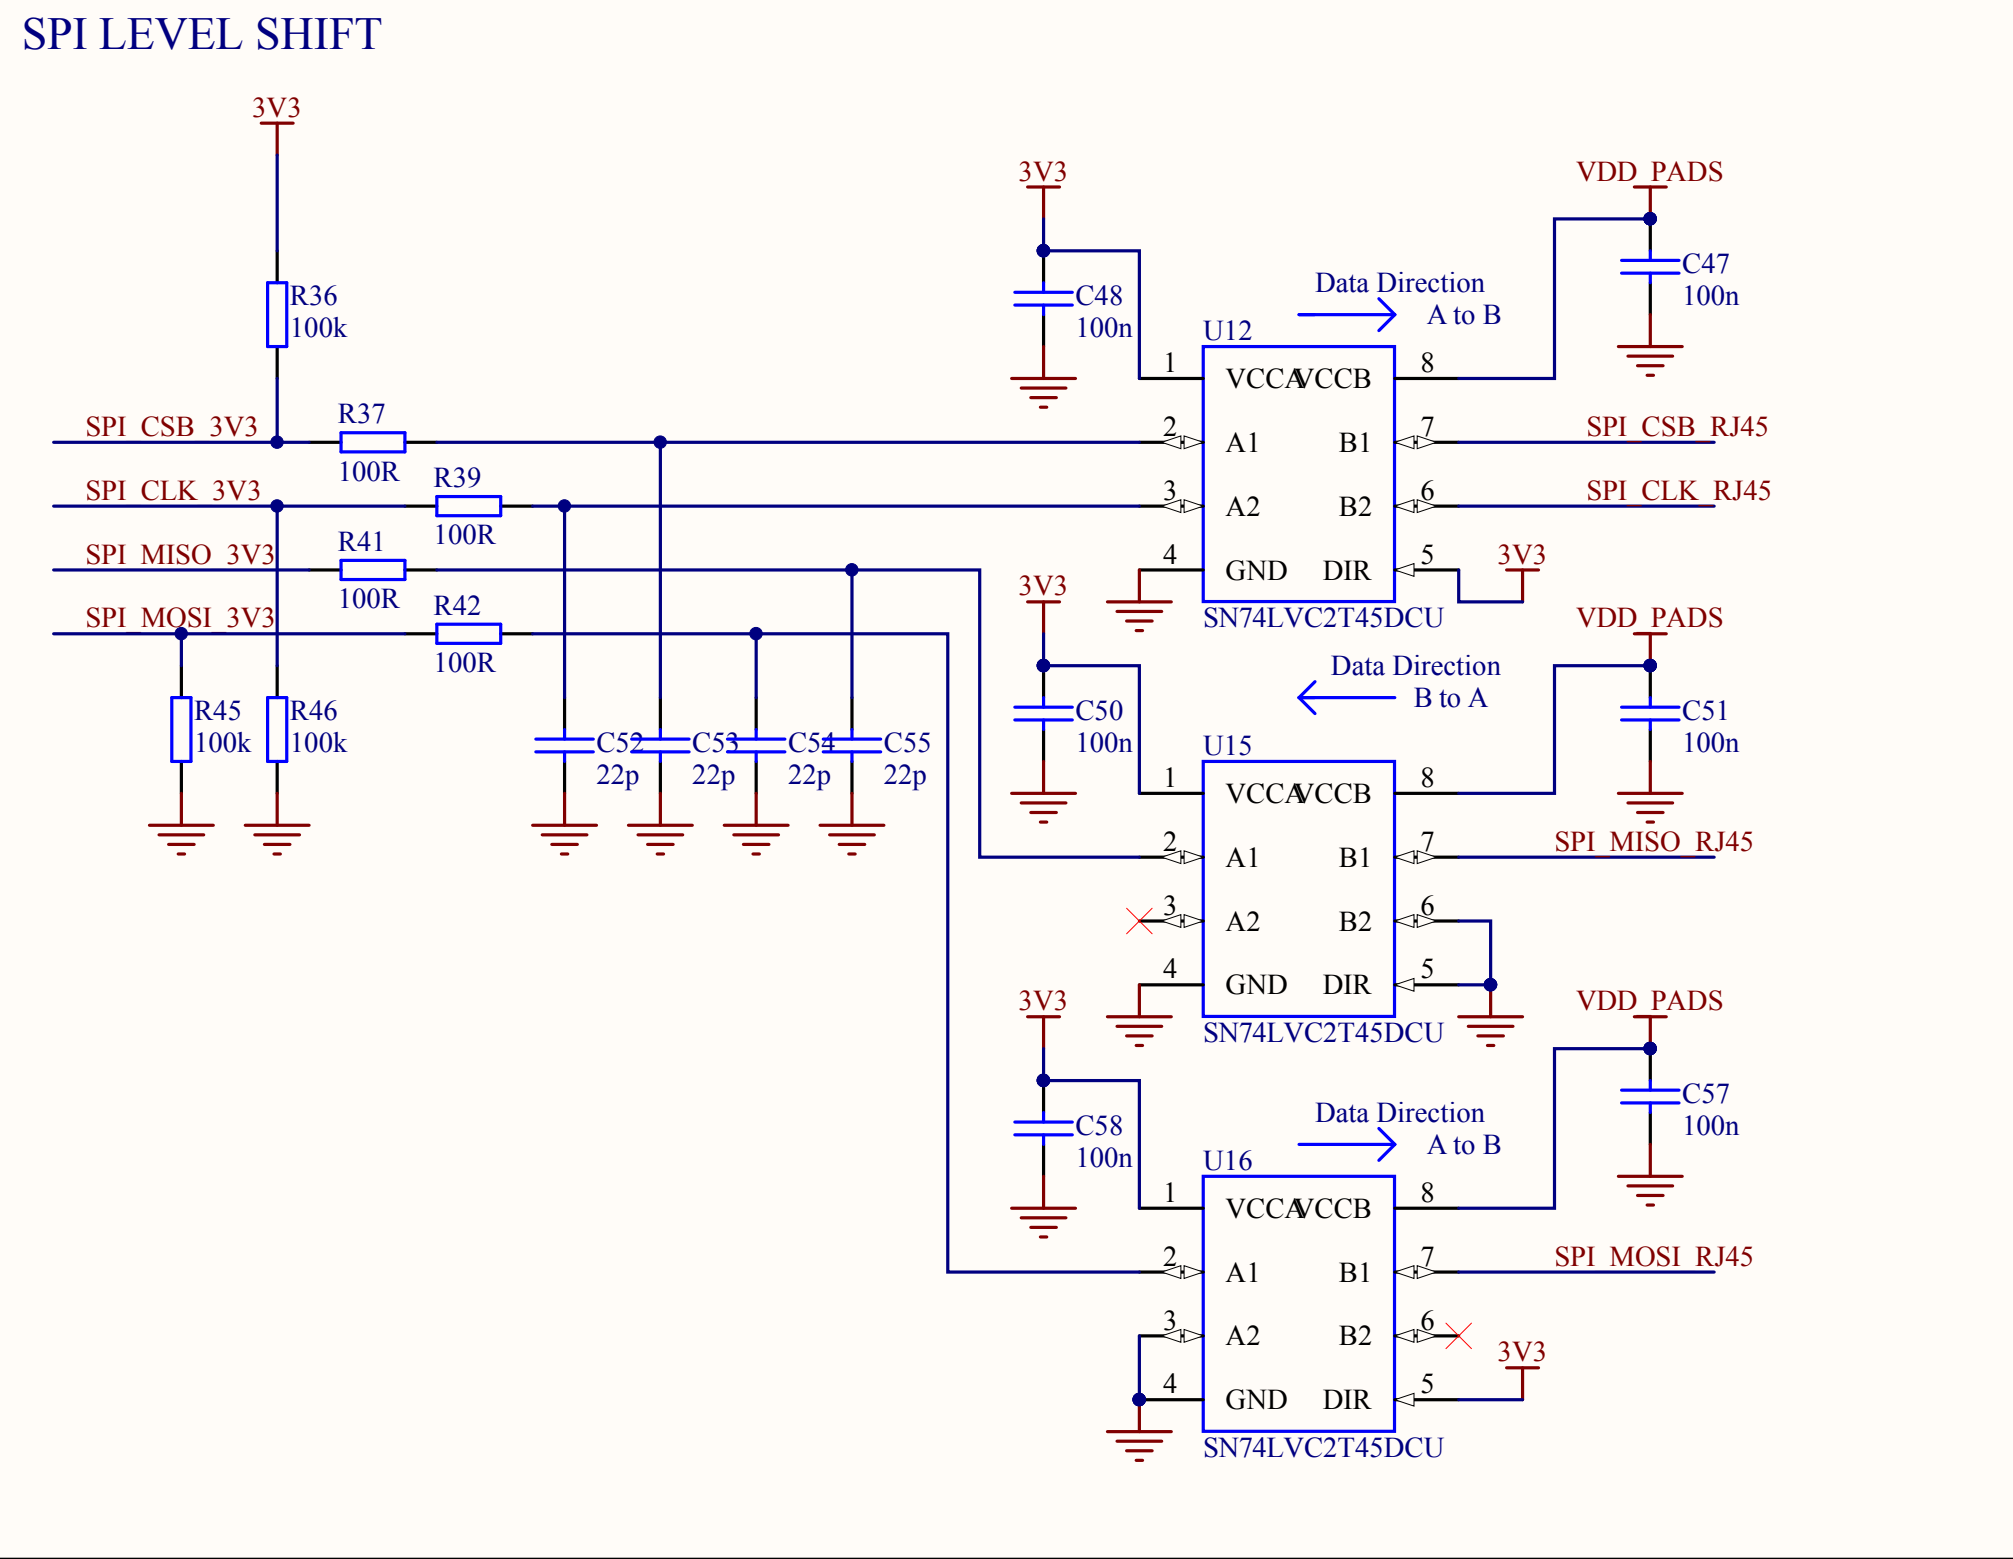 SPI LEVEL SHIFT
3V3
R36
100k
SPI_CSB_3V3
R37
100R
SPI_CLK_3V3
R39
100R
SPI_MISO_3V3
R41
100R
SPI_MOSI_3V3
R42
100R
R45
100k
R46
100k
C52
22p
C53
22p
C54
22p
C55
22p
3V3
C48
100n
VDD_PADS
C47
100n
Data Direction
A to B
U12
1 VCCA VCCB 8
2 A1 B1 7
SPI_CSB_RJ45
3 A2 B2 6
SPI_CLK_RJ45
4 GND DIR 5
3V3
SN74LVC2T45DCU
3V3
C50
100n
VDD_PADS
C51
100n
Data Direction
B to A
U15
1 VCCA VCCB 8
2 A1 B1 7
SPI_MISO_RJ45
3 A2 B2 6
4 GND DIR 5
SN74LVC2T45DCU
3V3
C58
100n
VDD_PADS
C57
100n
Data Direction
A to B
U16
1 VCCA VCCB 8
2 A1 B1 7
SPI_MOSI_RJ45
3 A2 B2 6
4 GND DIR 5
3V3
SN74LVC2T45DCU